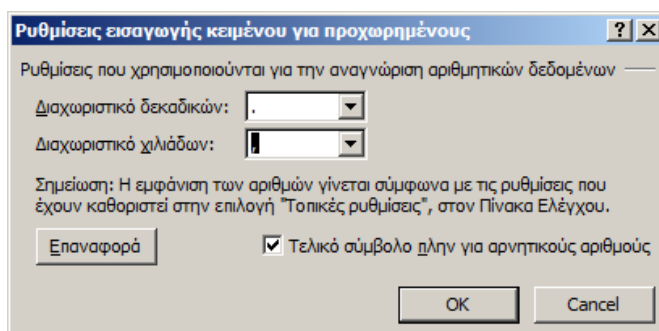 Ρυθμίσεις εισαγωγής κειμένου για προχωρημένους
Ρυθμίσεις που χρησιμοποιούνται για την αναγνώριση αριθμητικών δεδομένων
Διαχωριστικό δεκαδικών: .
Διαχωριστικό χιλιάδων: ,
Σημείωση: Η εμφάνιση των αριθμών γίνεται σύμφωνα με τις ρυθμίσεις που
έχουν καθοριστεί στην επιλογή "Τοπικές ρυθμίσεις", στον Πίνακα Ελέγχου.
Επαναφορά
Τελικό σύμβολο πλην για αρνητικούς αριθμούς
OK
Cancel